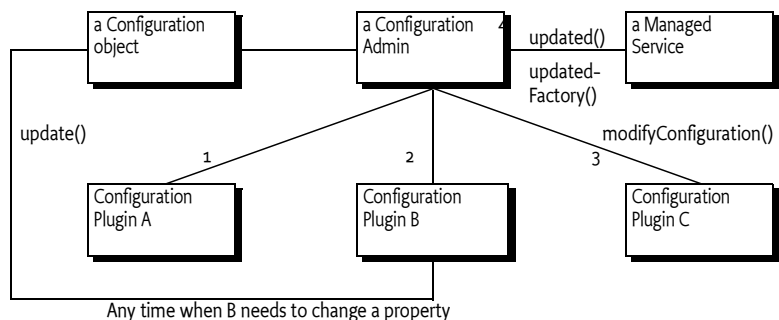 a Configuration
object
a Configuration
Admin
4
updated()
a Managed
Service
updated-
Factory()
update()
modifyConfiguration()
1
2
3
Configuration
Plugin A
Configuration
Plugin B
Configuration
Plugin C
Any time when B needs to change a property